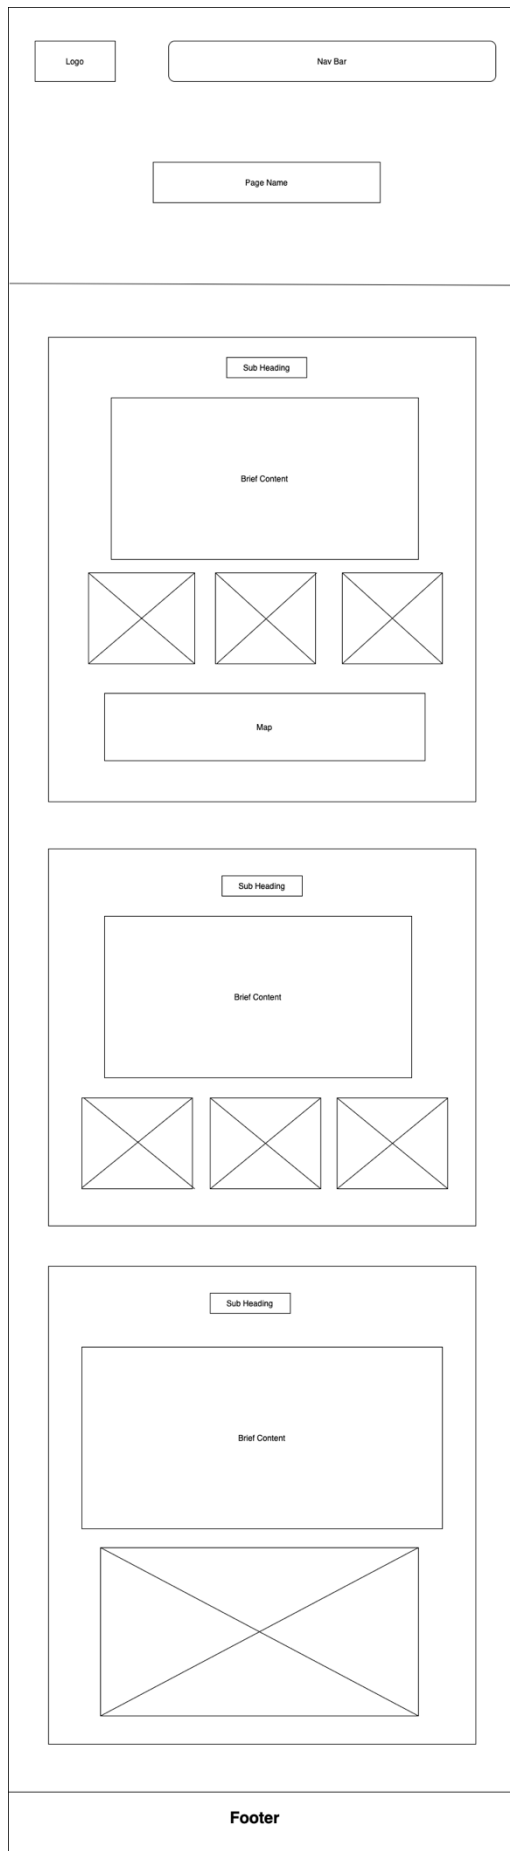 Logo
Nav Bar
Page Name
Sub Heading
Brief Content
Map
Sub Heading
Brief Content
Sub Heading
Brief Content
Footer